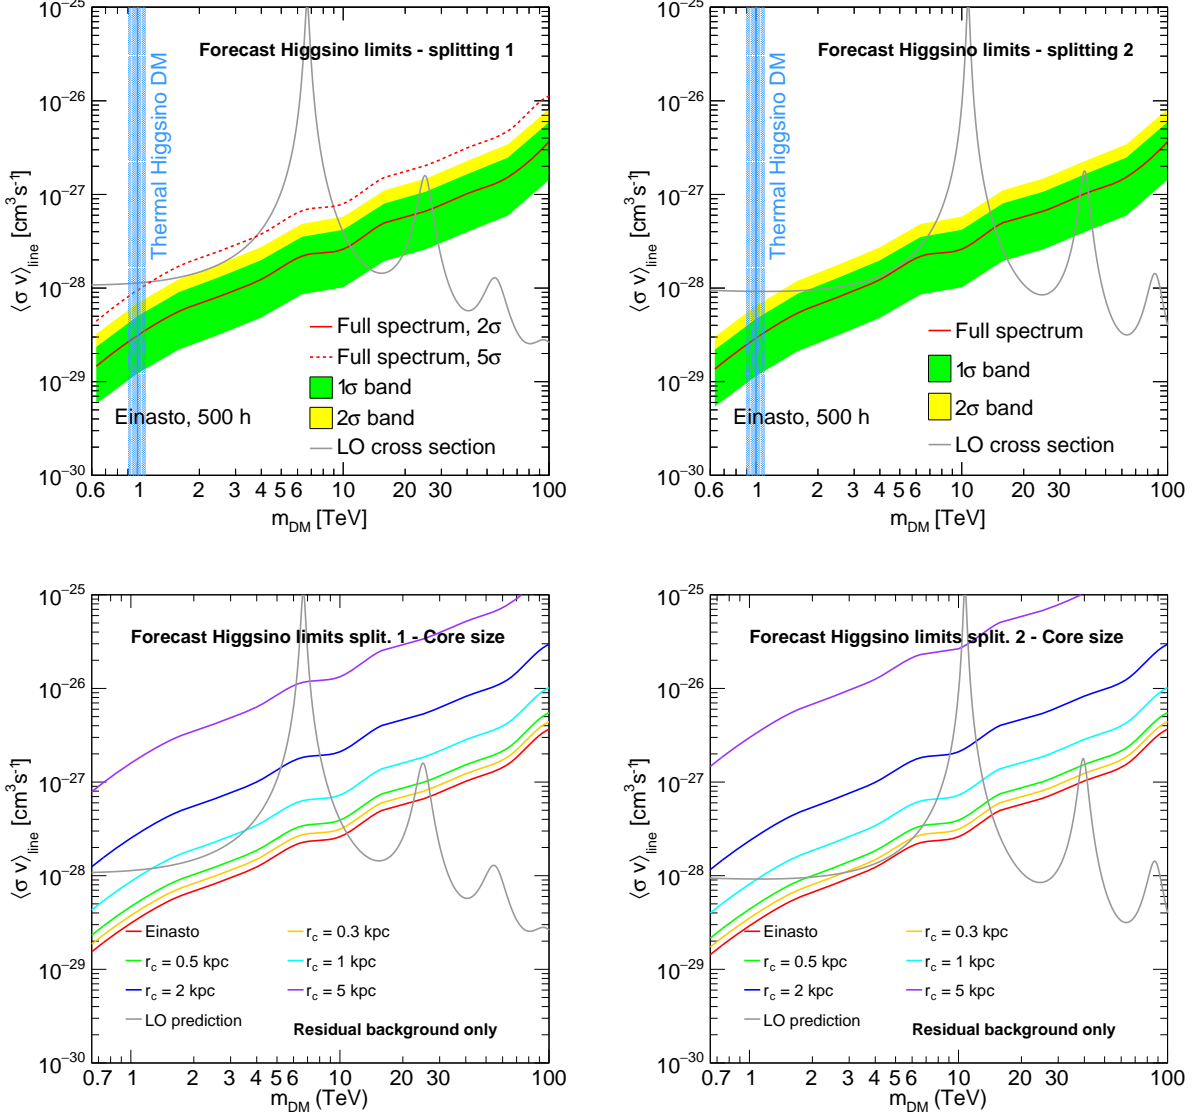 Forecast Higgsino limits - splitting 1
Thermal Higgsino DM
Full spectrum, 2σ
Full spectrum, 5σ
1σ band
2σ band
LO cross section
Einasto, 500 h
10⁻²⁵
10⁻²⁶
10⁻²⁷
10⁻²⁸
10⁻²⁹
10⁻³⁰
⟨σ v⟩line [cm³s⁻¹]
0.6 1 2 3 4 5 6 10 20 30 100
mDM [TeV]
Forecast Higgsino limits - splitting 2
Thermal Higgsino DM
Full spectrum
1σ band
2σ band
LO cross section
Einasto, 500 h
10⁻²⁵
10⁻²⁶
10⁻²⁷
10⁻²⁸
10⁻²⁹
10⁻³⁰
⟨σ v⟩line [cm³s⁻¹]
0.6 1 2 3 4 5 6 10 20 30 100
mDM [TeV]
Forecast Higgsino limits split. 1 - Core size
Einasto
r_c = 0.3 kpc
r_c = 0.5 kpc
r_c = 1 kpc
r_c = 2 kpc
r_c = 5 kpc
LO prediction
Residual background only
10⁻²⁵
10⁻²⁶
10⁻²⁷
10⁻²⁸
10⁻²⁹
10⁻³⁰
⟨σ v⟩line [cm³s⁻¹]
0.7 1 2 3 4 5 6 10 20 30 100
mDM (TeV)
Forecast Higgsino limits split. 2 - Core size
Einasto
r_c = 0.3 kpc
r_c = 0.5 kpc
r_c = 1 kpc
r_c = 2 kpc
r_c = 5 kpc
LO prediction
Residual background only
10⁻²⁵
10⁻²⁶
10⁻²⁷
10⁻²⁸
10⁻²⁹
10⁻³⁰
⟨σ v⟩line [cm³s⁻¹]
0.7 1 2 3 4 5 6 10 20 30 100
mDM (TeV)